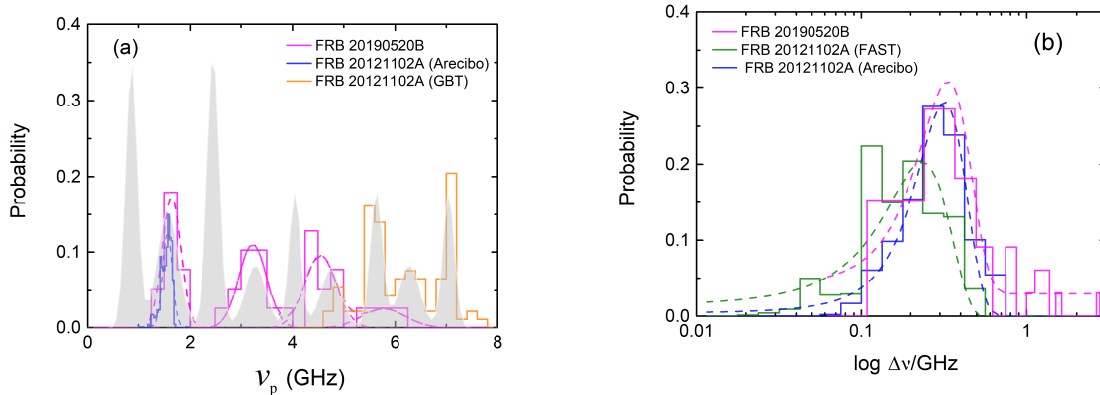 (a)
FRB 20190520B
FRB 20121102A (Arecibo)
FRB 20121102A (GBT)
Probability
0.4
0.3
0.2
0.1
0.0
0
2
4
6
8
νp (GHz)
(b)
FRB 20190520B
FRB 20121102A (FAST)
FRB 20121102A (Arecibo)
Probability
0.4
0.3
0.2
0.1
0.0
0.01
0.1
1
log Δν/GHz